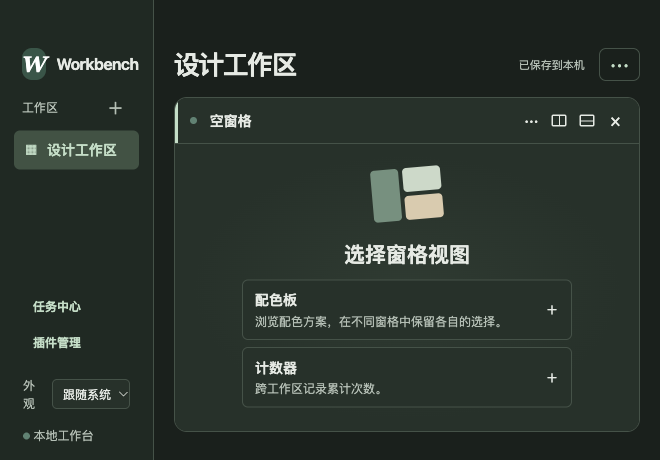 W Workbench
工作区
设计工作区
任务中心
插件管理
外观
跟随系统
本地工作台
设计工作区
已保存到本机
空窗格
选择窗格视图
配色板
浏览配色方案，在不同窗格中保留各自的选择。
计数器
跨工作区记录累计次数。